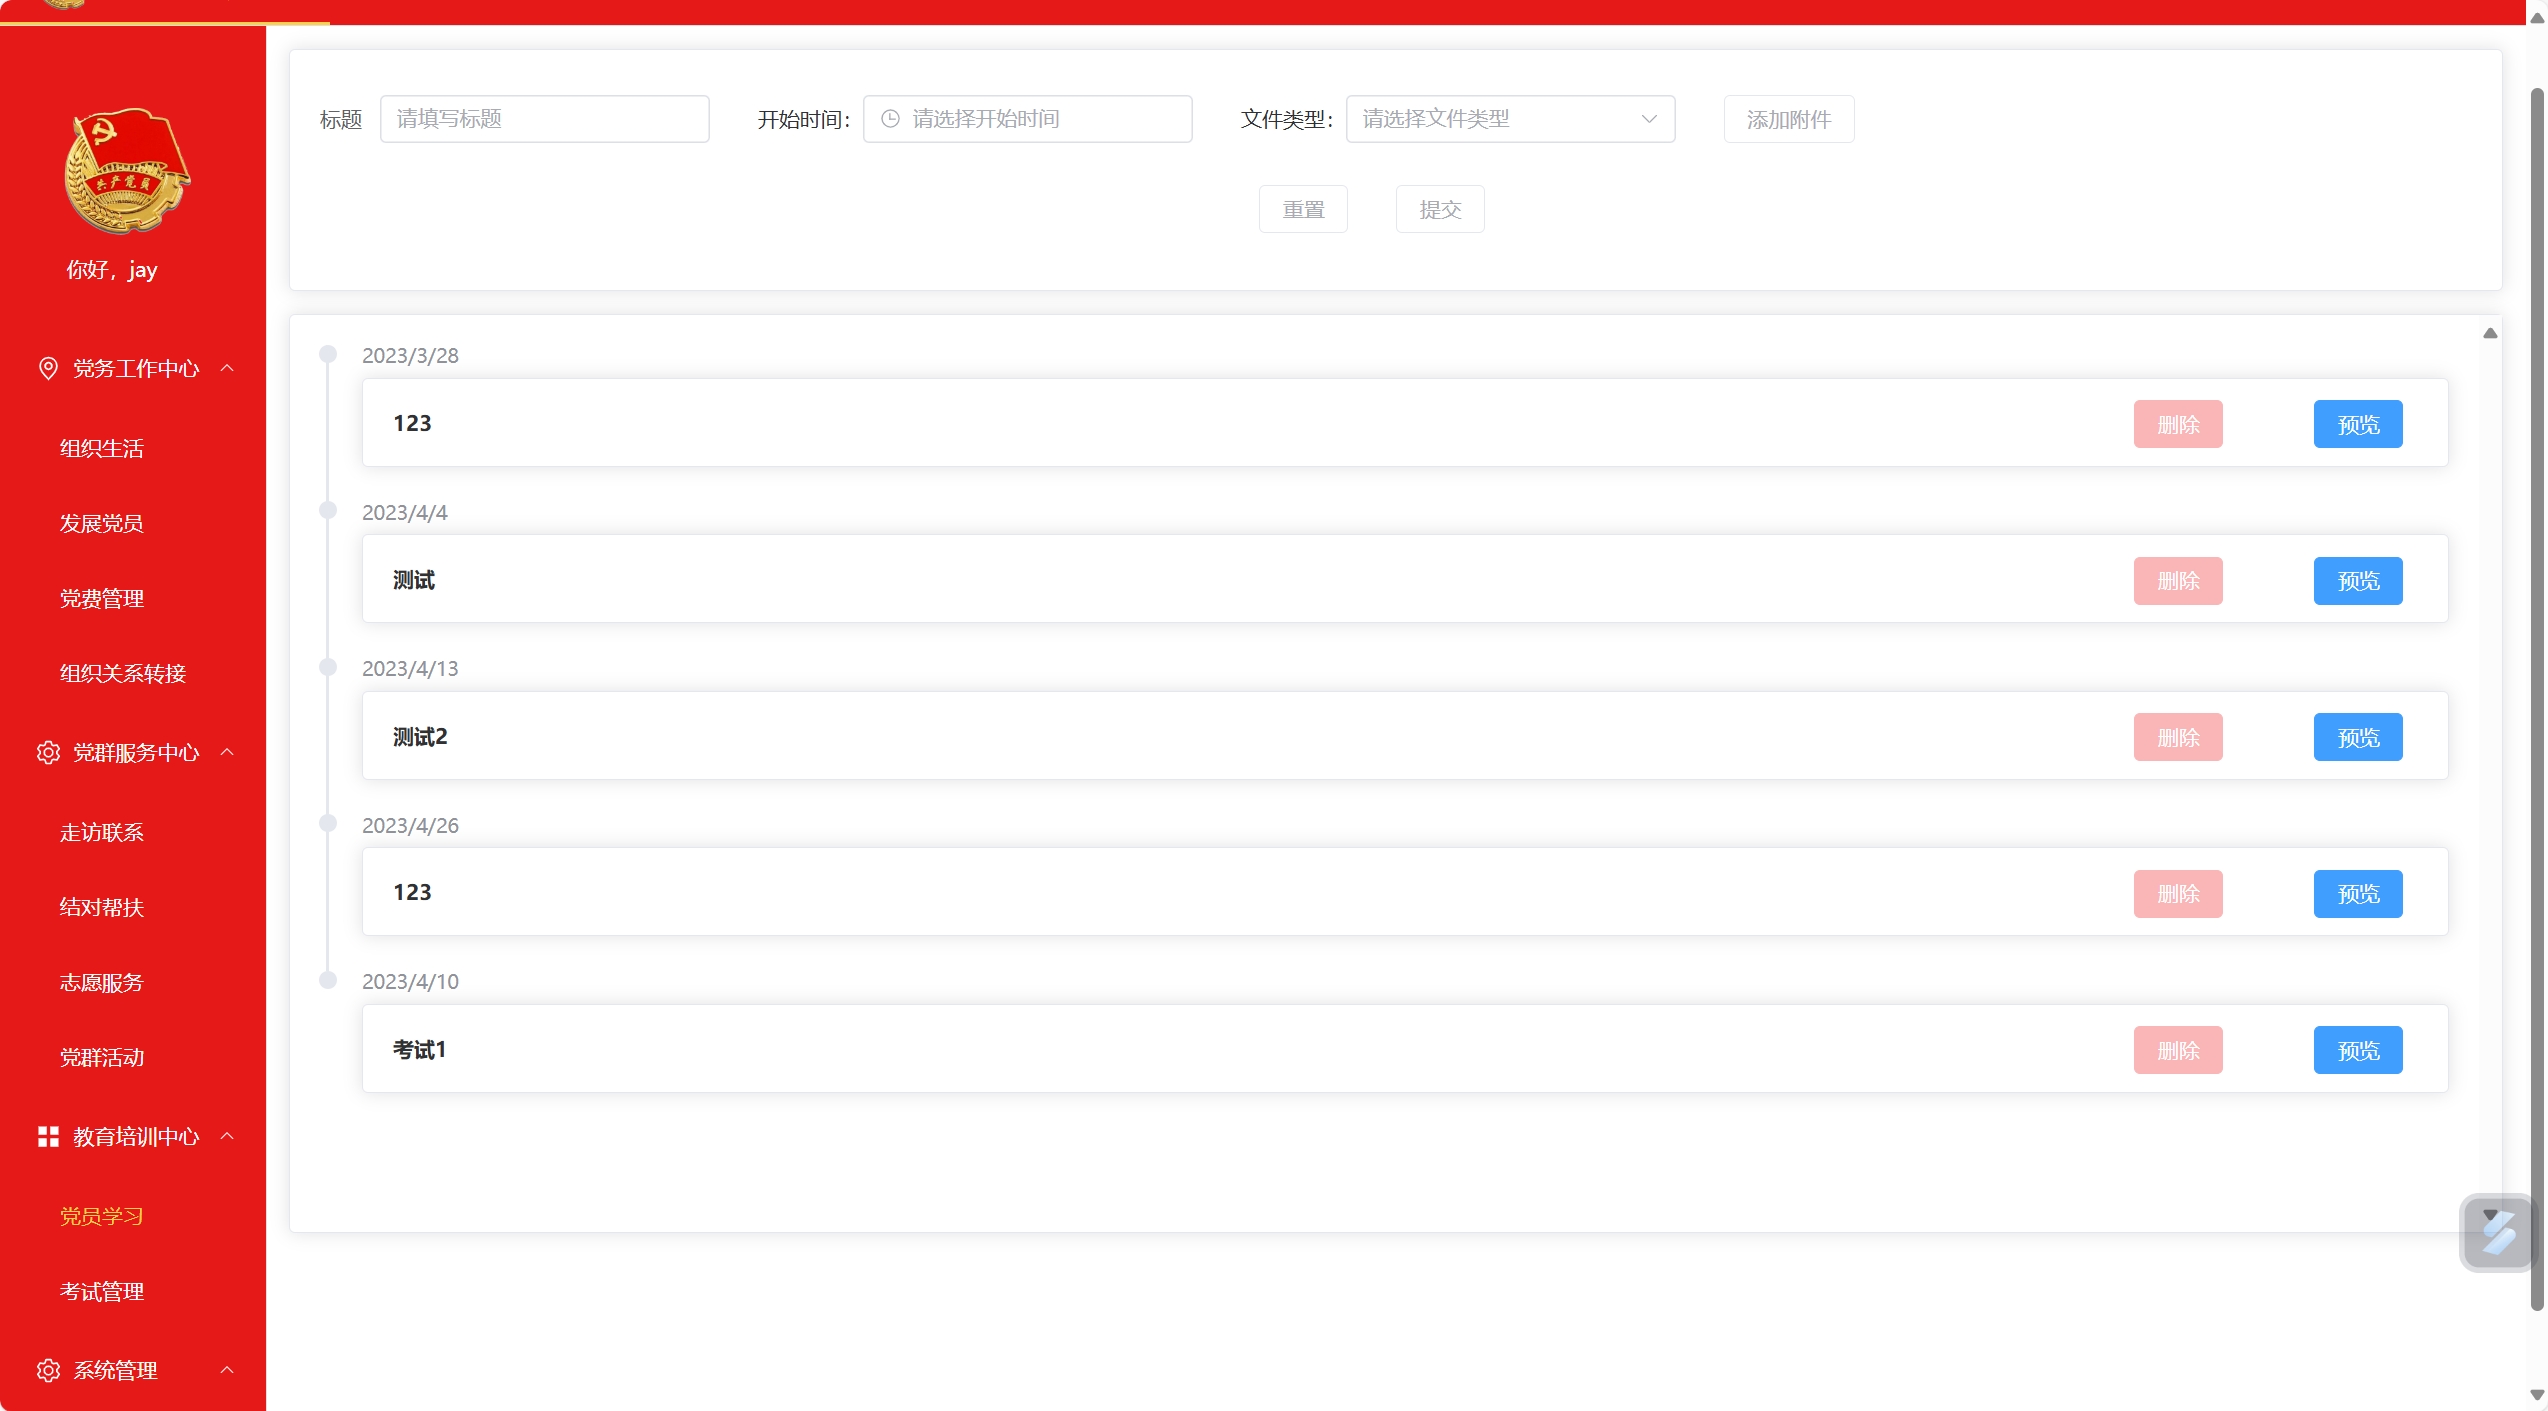 共产党员
你好，jay
党务工作中心
组织生活
发展党员
党费管理
组织关系转接
党群服务中心
走访联系
结对帮扶
志愿服务
党群活动
教育培训中心
党员学习
考试管理
系统管理
标题 请填写标题 开始时间： 请选择开始时间 文件类型： 请选择文件类型 添加附件
重置 提交
2023/3/28
123 删除 预览
2023/4/4
测试 删除 预览
2023/4/13
测试2 删除 预览
2023/4/26
123 删除 预览
2023/4/10
考试1 删除 预览